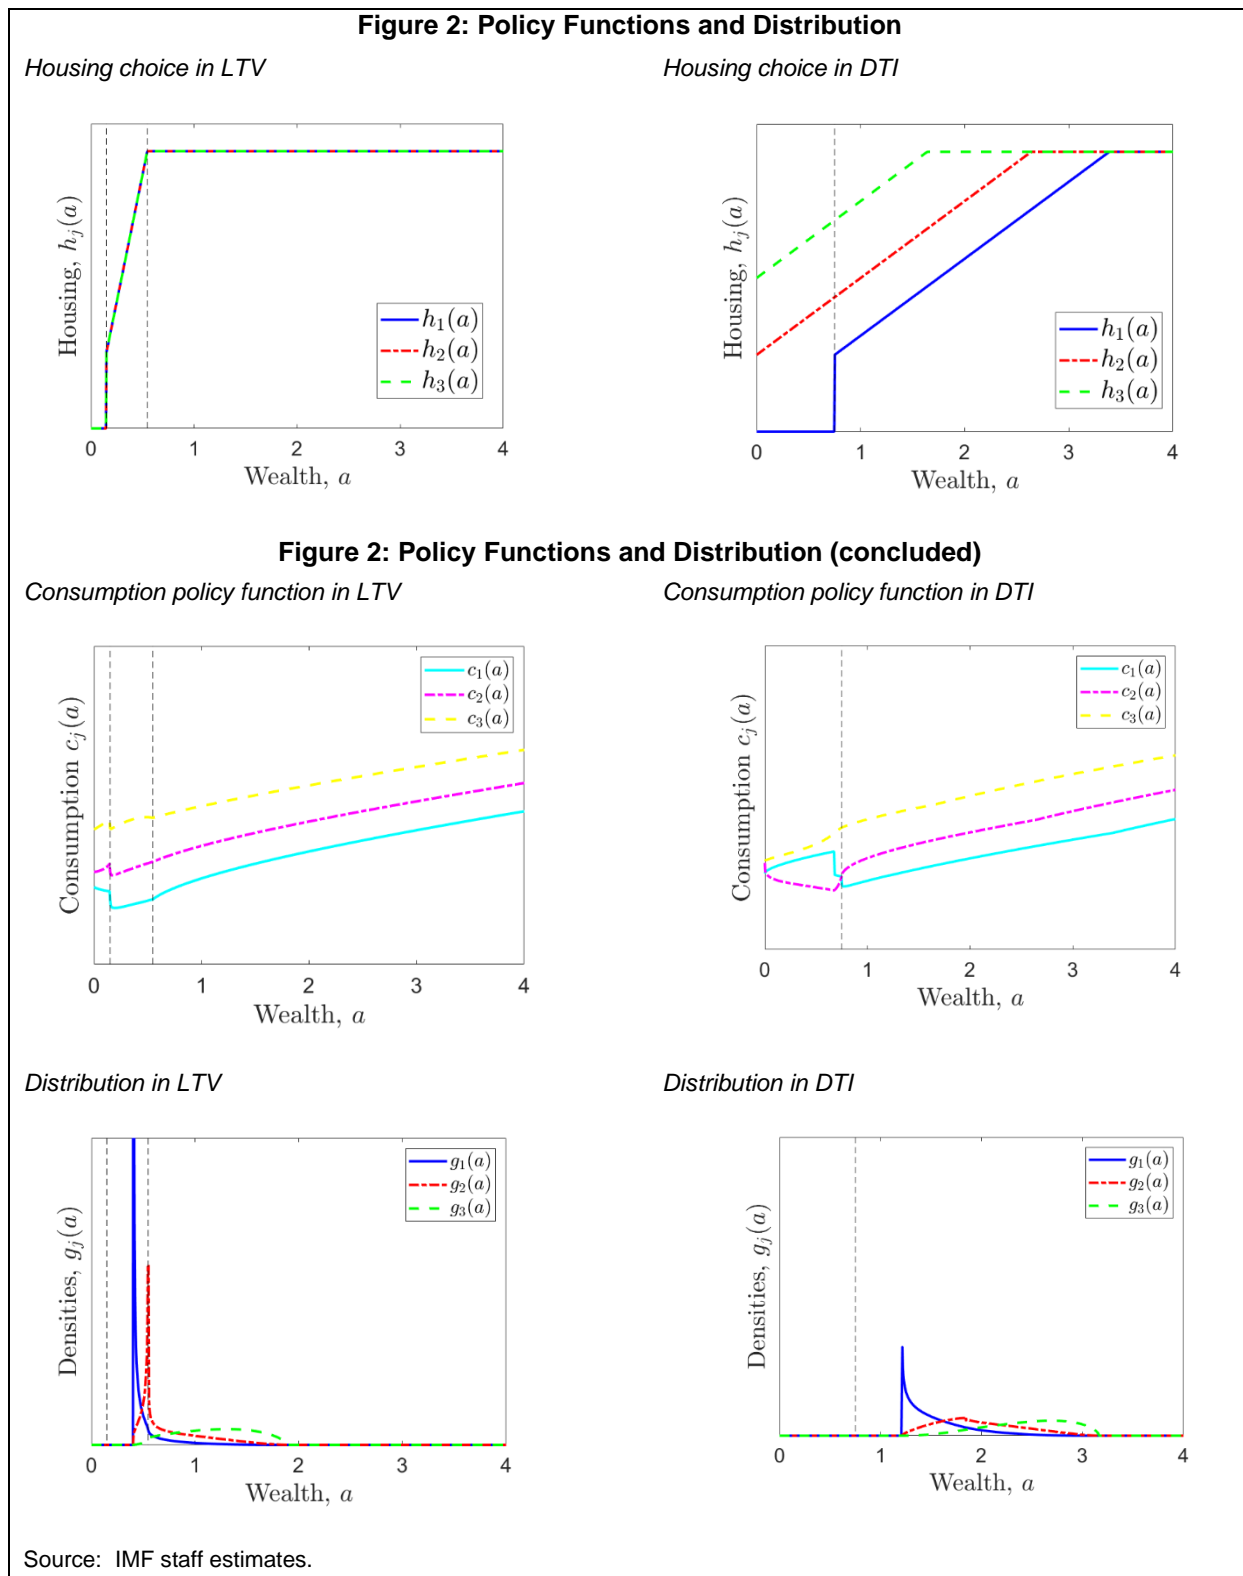 Figure 2: Policy Functions and Distribution
Housing choice in LTV
Housing choice in DTI
Housing, h_j(a)
h_1(a)
h_2(a)
h_3(a)
0 1 2 3 4
Wealth, a
Housing, h_j(a)
h_1(a)
h_2(a)
h_3(a)
0 1 2 3 4
Wealth, a
Figure 2: Policy Functions and Distribution (concluded)
Consumption policy function in LTV
Consumption policy function in DTI
Consumption c_j(a)
c_1(a)
c_2(a)
c_3(a)
0 1 2 3 4
Wealth, a
Consumption c_j(a)
c_1(a)
c_2(a)
c_3(a)
0 1 2 3 4
Wealth, a
Distribution in LTV
Distribution in DTI
Densities, g_j(a)
g_1(a)
g_2(a)
g_3(a)
0 1 2 3 4
Wealth, a
Densities, g_j(a)
g_1(a)
g_2(a)
g_3(a)
0 1 2 3 4
Wealth, a
Source: IMF staff estimates.